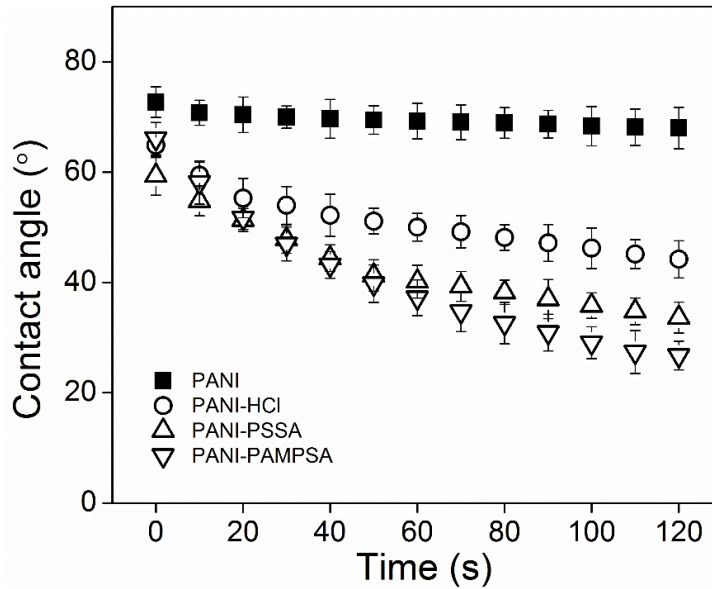 Contact angle (°)
80
60
40
20
0
PANI
PANI-HCl
PANI-PSSA
PANI-PAMPSA
0 20 40 60 80 100 120
Time (s)